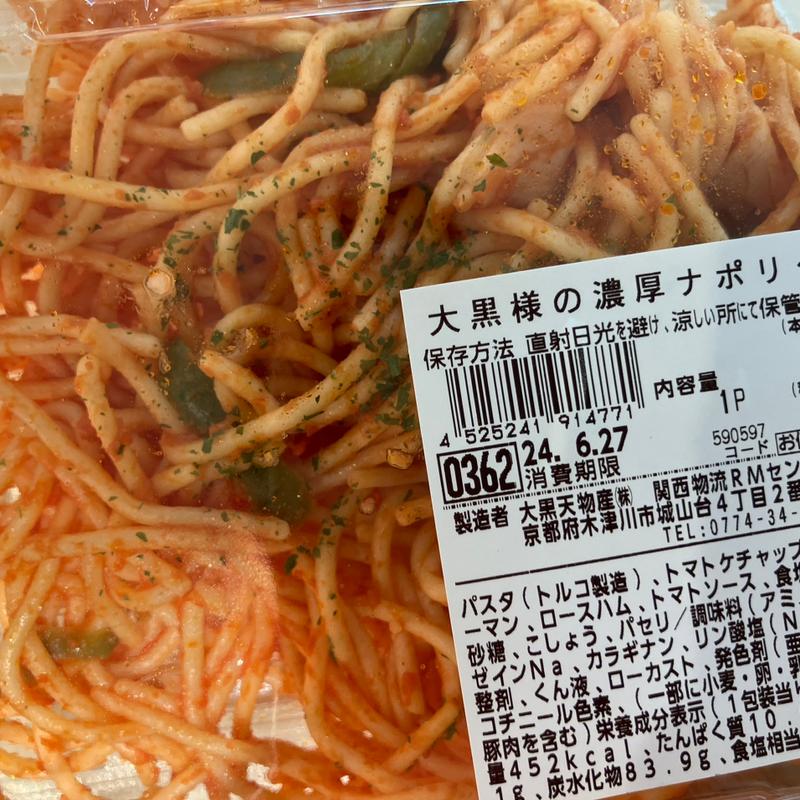 大黒様の濃厚ナポリ
保存方法 直射日光を避け、涼しい所にて保管
(本
内容量 1P
4 525241 914771
590597
コード
0362
24. 6.27
消費期限
製造者 大黒天物産㈱ 関西物流RMセン
京都府木津川市城山台4丁目2番
TEL:0774-34-
パスタ(トルコ製造)、トマトケチャップ
ーマン、ロースハム、トマトソース、食塩
砂糖、こしょう、パセリ/調味料(アミ
ゼインNa、カラギナン、リン酸塩(N
整剤、くん液、ローカスト、発色剤(亜
コチニール色素、(一部に小麦・卵・乳
豚肉を含む)栄養成分表示(1包装当
量452kcal、たんぱく質10.
1g、炭水化物83.9g、食塩相当